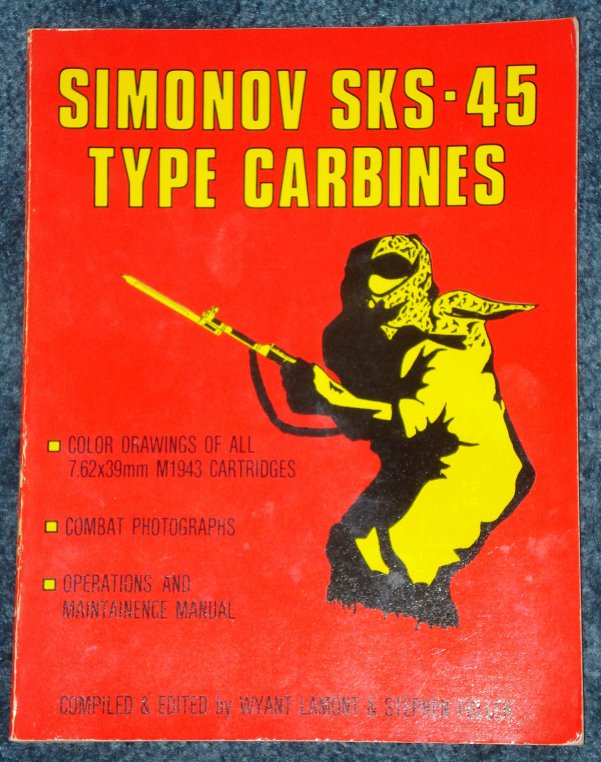 SIMONOV SKS-45
TYPE CARBINES
COLOR DRAWINGS OF ALL
7.62x39mm M1943 CARTRIDGES
COMBAT PHOTOGRAPHS
OPERATIONS AND
MAINTAINENCE MANUAL
COMPILED & EDITED by WYANT LAMONT & STEPHEN